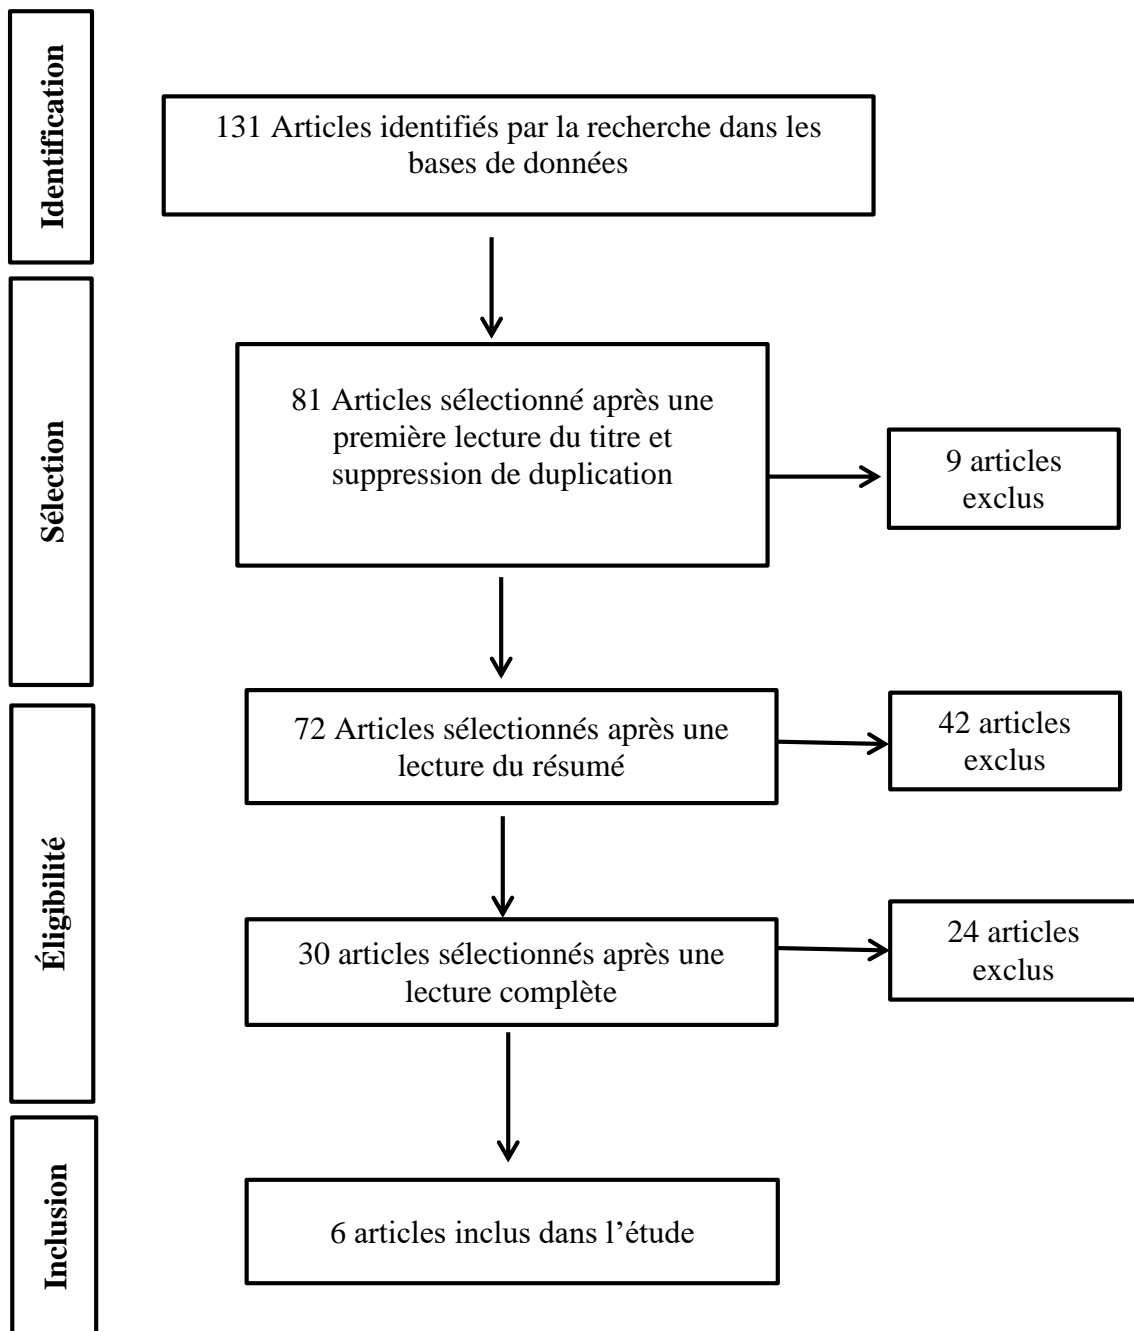 Identification
131 Articles identifiés par la recherche dans les
bases de données
Sélection
81 Articles sélectionné après une
première lecture du titre et
suppression de duplication
9 articles
exclus
Éligibilité
72 Articles sélectionnés après une
lecture du résumé
42 articles
exclus
30 articles sélectionnés après une
lecture complète
24 articles
exclus
Inclusion
6 articles inclus dans l’étude